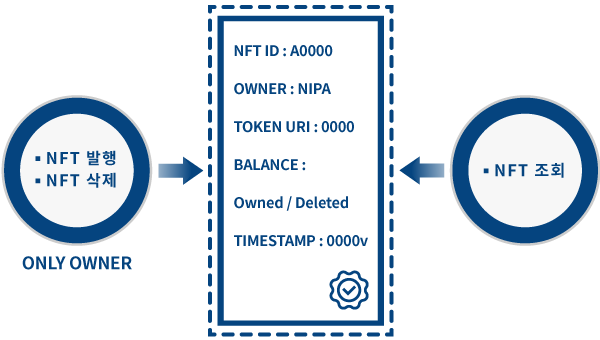 ▪ NFT 발행
▪ NFT 삭제
ONLY OWNER
NFT ID : A0000
OWNER : NIPA
TOKEN URI : 0000
BALANCE :
Owned / Deleted
TIMESTAMP : 0000v
▪ NFT 조회